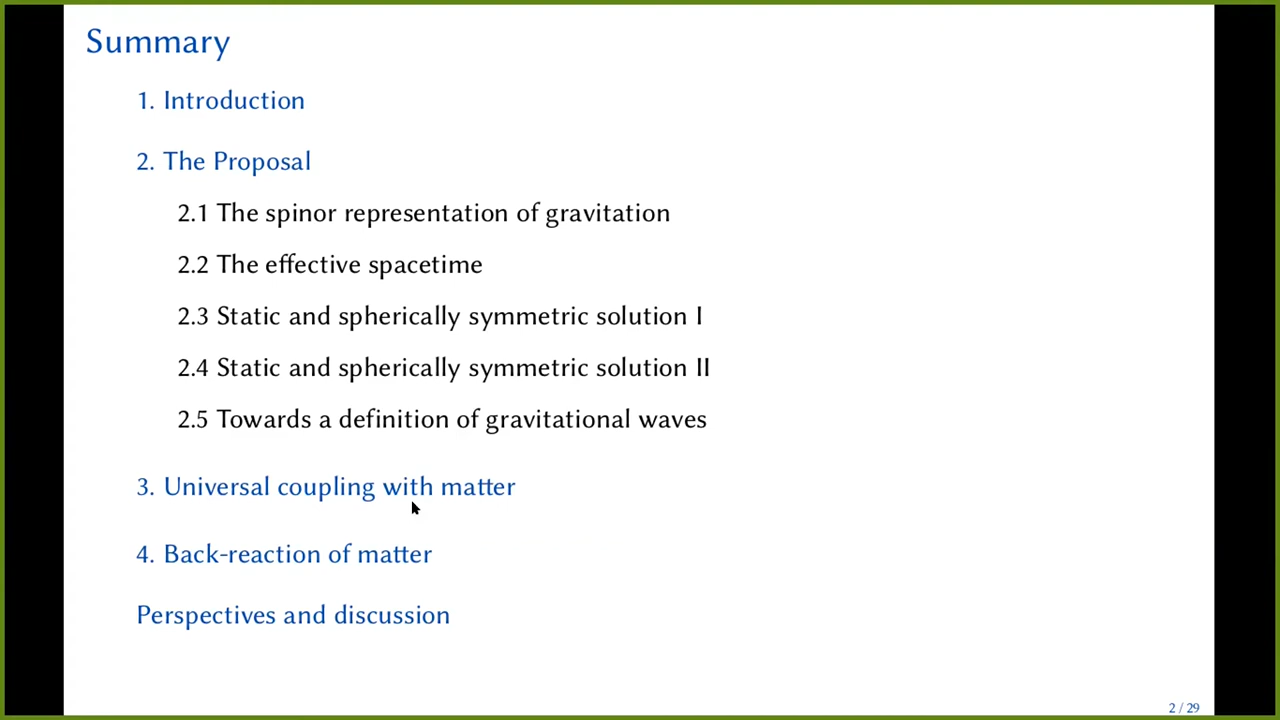 Summary
1. Introduction
2. The Proposal
2.1 The spinor representation of gravitation
2.2 The effective spacetime
2.3 Static and spherically symmetric solution I
2.4 Static and spherically symmetric solution II
2.5 Towards a definition of gravitational waves
3. Universal coupling with matter
4. Back-reaction of matter
Perspectives and discussion
2 / 29